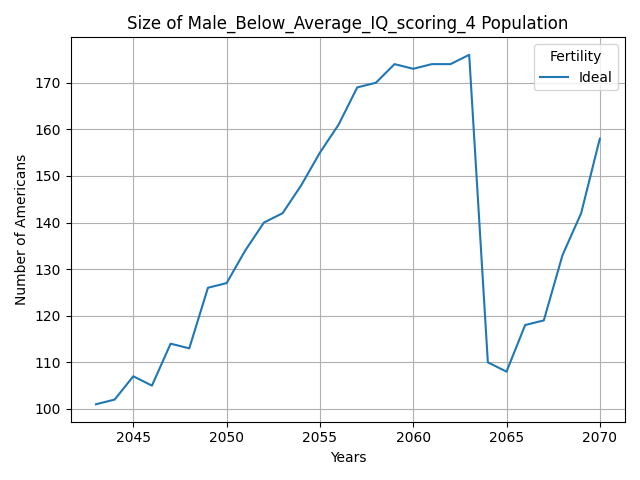 Size of Male_Below_Average_IQ_scoring_4 Population
Number of Americans
170
160
150
140
130
120
110
100
Fertility
Ideal
2045 2050 2055 2060 2065 2070
Years